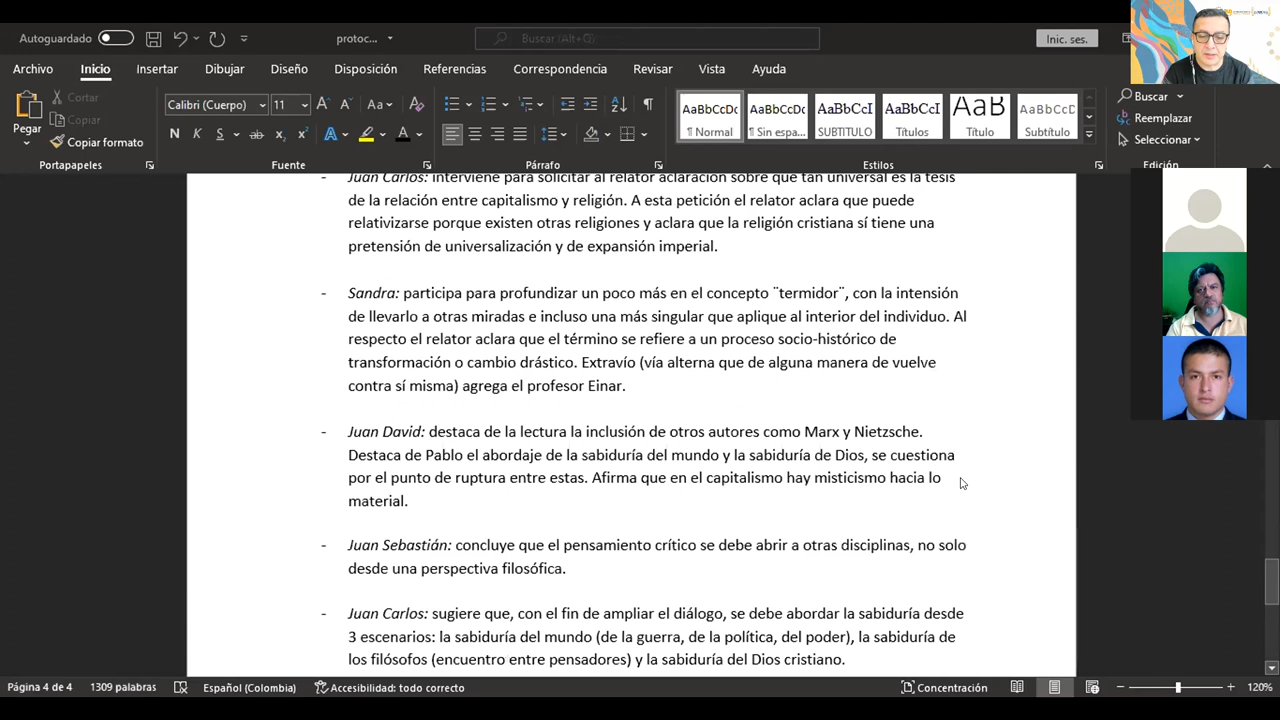 Autoguardado
protoc...
Buscar (Alt+Q)
Inic. ses.
Archivo Inicio Insertar Dibujar Diseño Disposición Referencias Correspondencia Revisar Vista Ayuda
Pegar
Cortar
Copiar
Copiar formato
Portapapeles
Calibri (Cuerpo) 11
Fuente
Párrafo
AaBbCcDc AaBbCcDc AaBbCcI AaBbCcI AaB AaBbCcD
¶ Normal ¶ Sin espa... SUBTITULO Títulos Título Subtítulo
Estilos
Buscar
Reemplazar
Seleccionar
Edición
- Juan Carlos: interviene para solicitar al relator aclaración sobre qué tan universal es la tesis
de la relación entre capitalismo y religión. A esta petición el relator aclara que puede
relativizarse porque existen otras religiones y aclara que la religión cristiana sí tiene una
pretensión de universalización y de expansión imperial.
- Sandra: participa para profundizar un poco más en el concepto ¨termidor¨, con la intensión
de llevarlo a otras miradas e incluso una más singular que aplique al interior del individuo. Al
respecto el relator aclara que el término se refiere a un proceso socio-histórico de
transformación o cambio drástico. Extravío (vía alterna que de alguna manera de vuelve
contra sí misma) agrega el profesor Einar.
- Juan David: destaca de la lectura la inclusión de otros autores como Marx y Nietzsche.
Destaca de Pablo el abordaje de la sabiduría del mundo y la sabiduría de Dios, se cuestiona
por el punto de ruptura entre estas. Afirma que en el capitalismo hay misticismo hacia lo
material.
- Juan Sebastián: concluye que el pensamiento crítico se debe abrir a otras disciplinas, no solo
desde una perspectiva filosófica.
- Juan Carlos: sugiere que, con el fin de ampliar el diálogo, se debe abordar la sabiduría desde
3 escenarios: la sabiduría del mundo (de la guerra, de la política, del poder), la sabiduría de
los filósofos (encuentro entre pensadores) y la sabiduría del Dios cristiano.
Página 4 de 4 1309 palabras Español (Colombia) Accesibilidad: todo correcto Concentración 120%